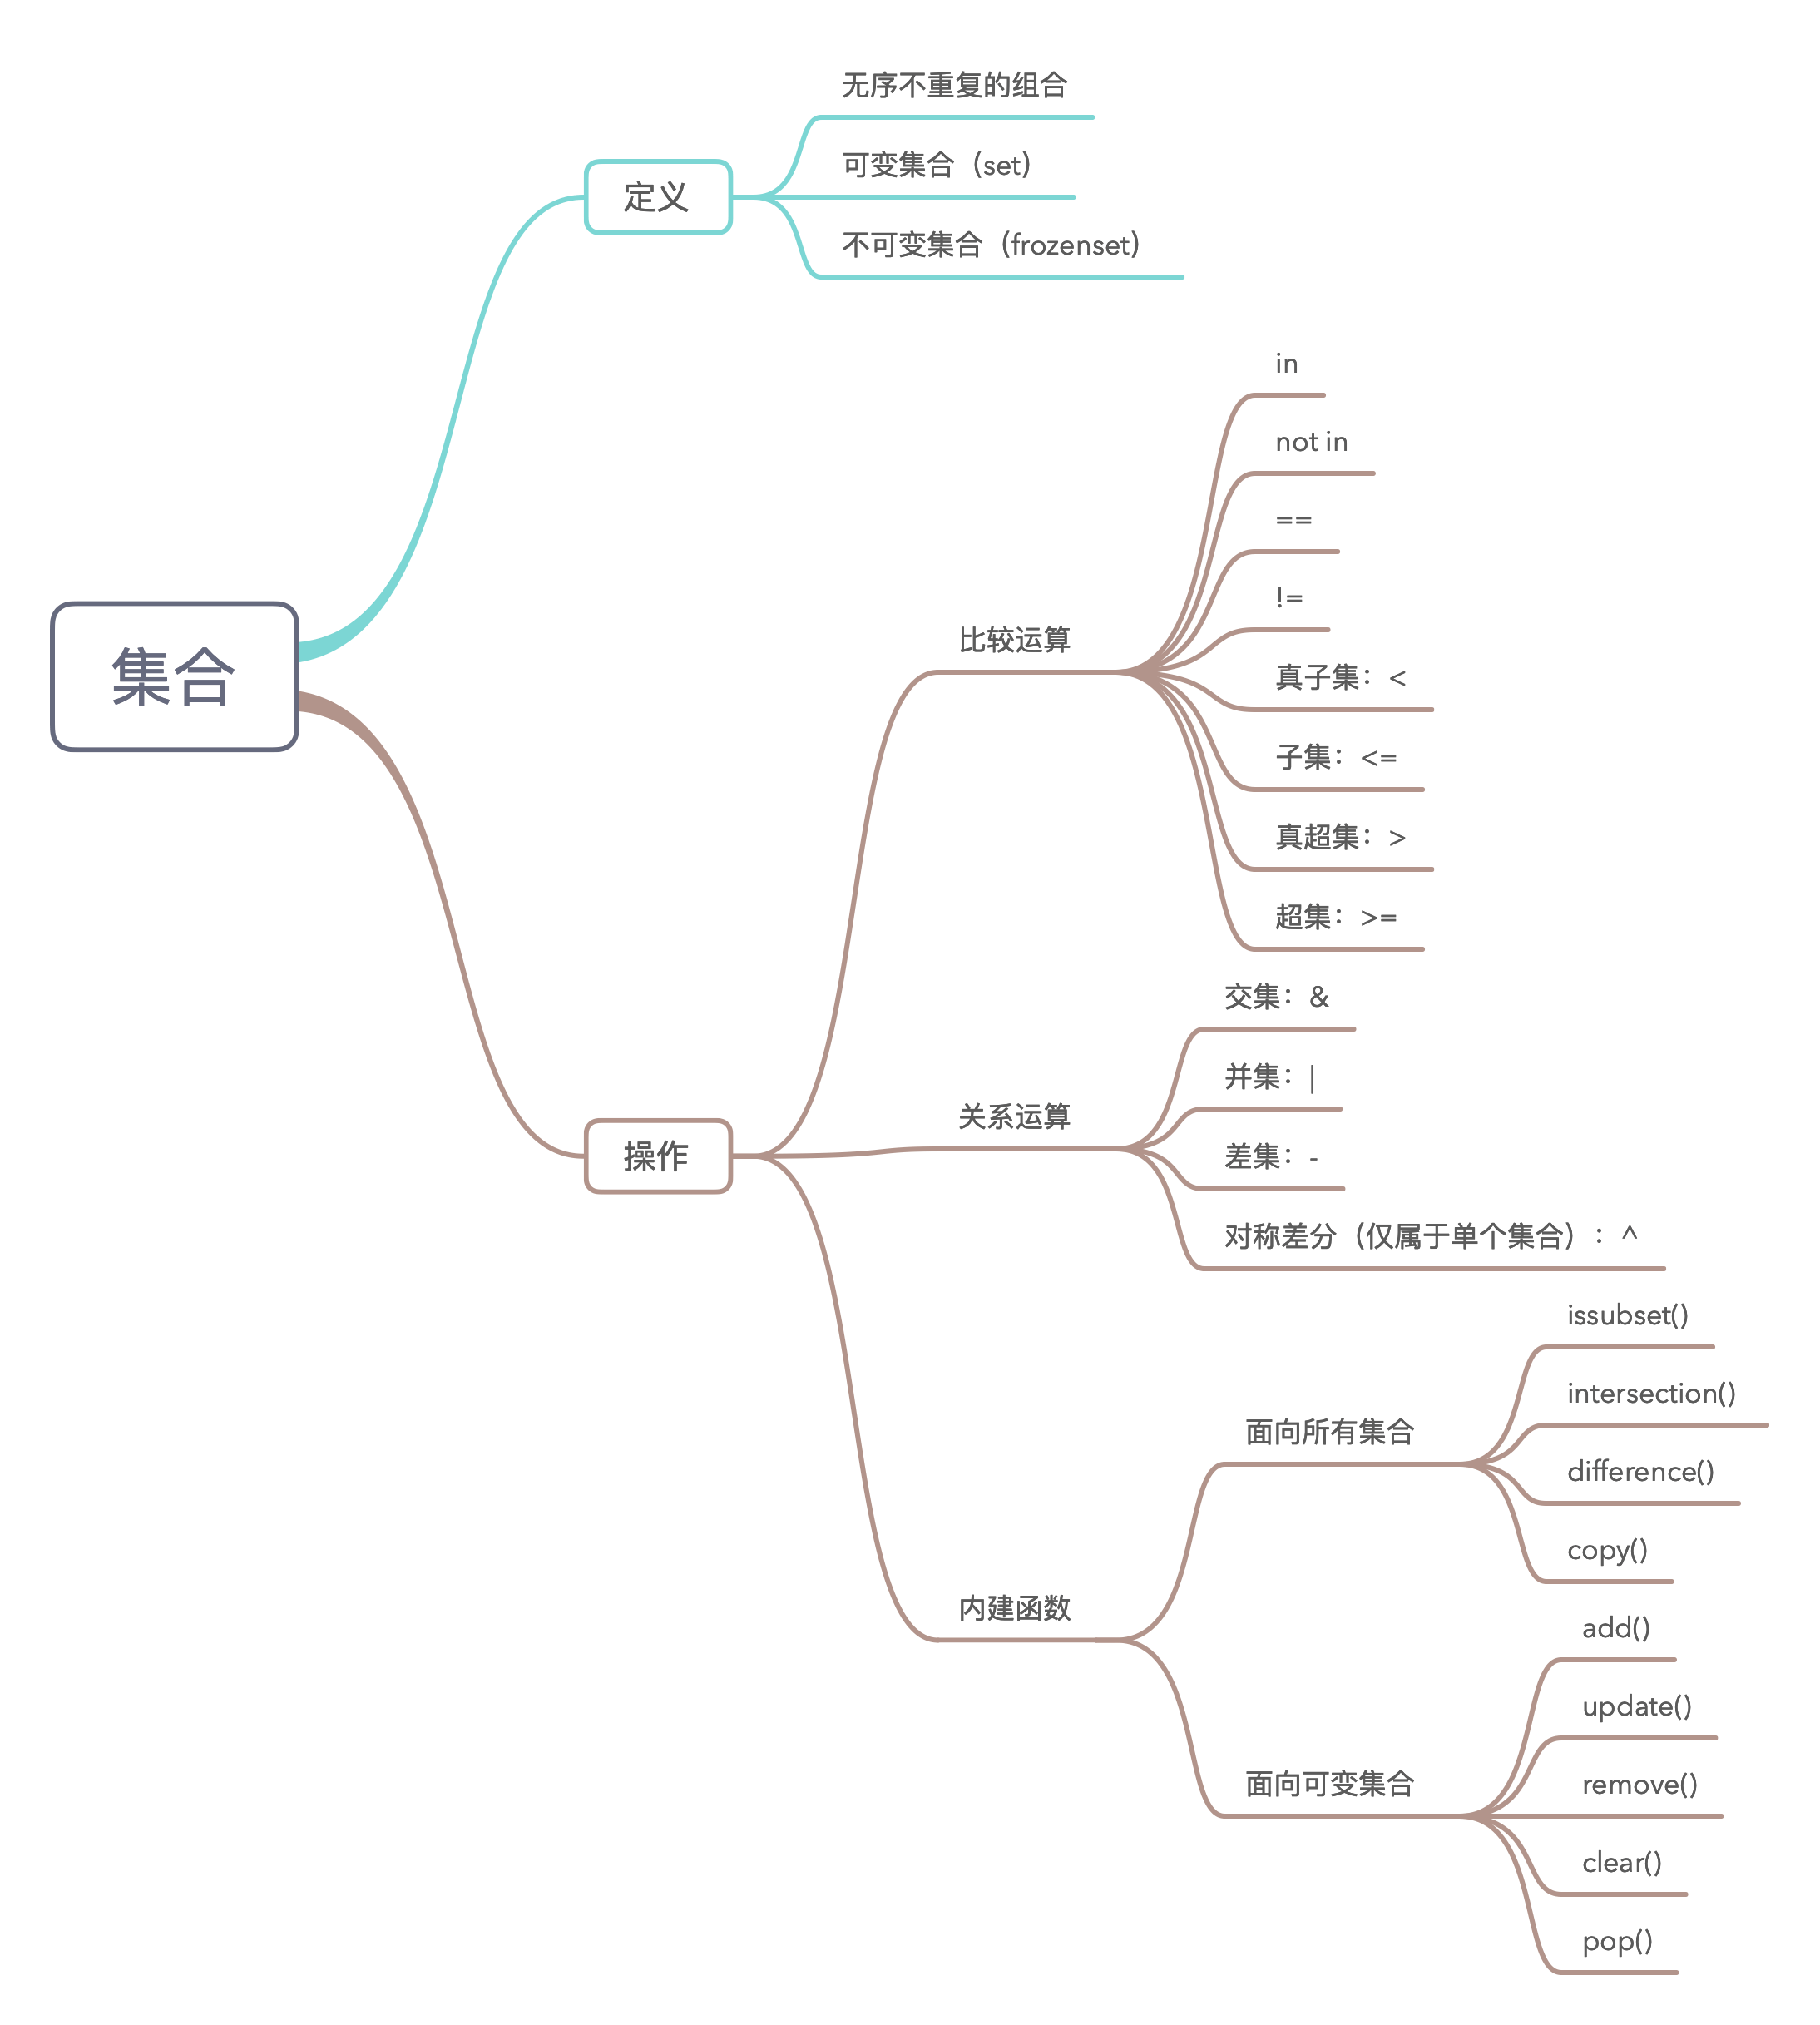 集合
定义
无序不重复的组合
可变集合（set）
不可变集合（frozenset）
操作
比较运算
in
not in
==
!=
真子集：<
子集：<=
真超集：>
超集：>=
关系运算
交集：&
并集：|
差集：-
对称差分（仅属于单个集合）：^
内建函数
面向所有集合
issubset()
intersection()
difference()
copy()
面向可变集合
add()
update()
remove()
clear()
pop()